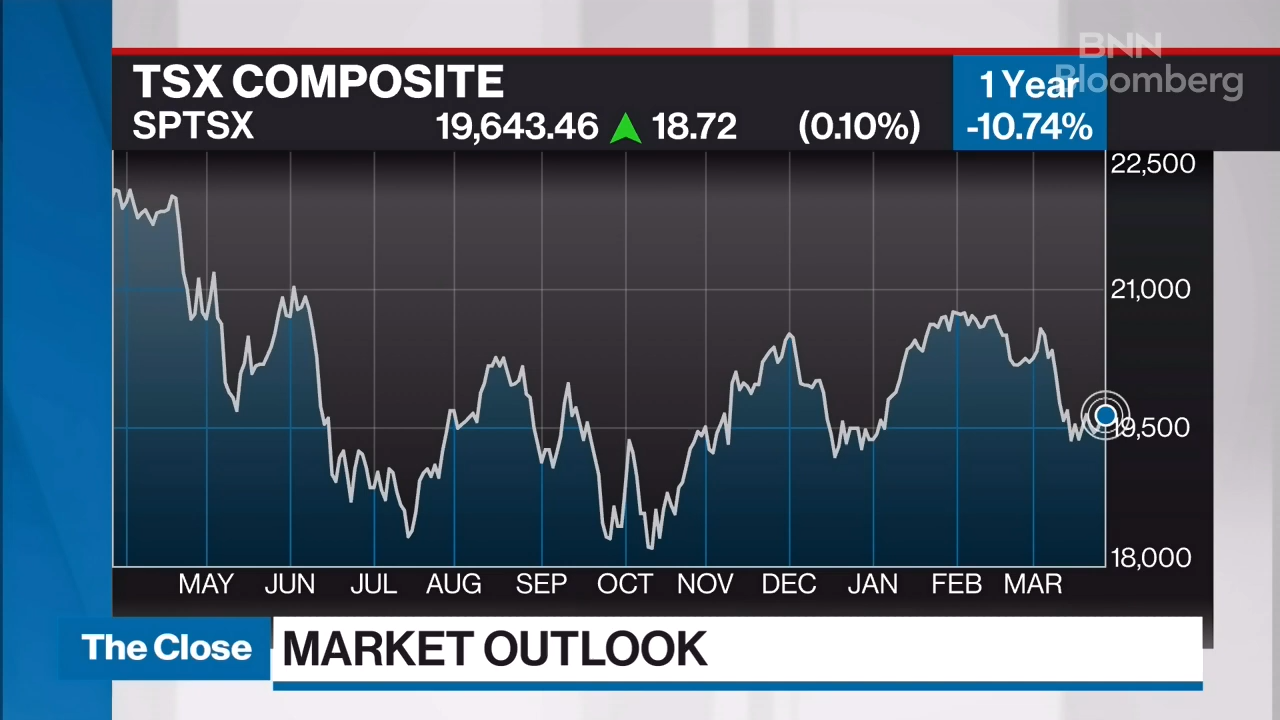 BNN
Bloomberg
TSX COMPOSITE
SPTSX 19,643.46 18.72 (0.10%)
1 Year
-10.74%
22,500
21,000
19,500
18,000
MAY JUN JUL AUG SEP OCT NOV DEC JAN FEB MAR
The Close
MARKET OUTLOOK